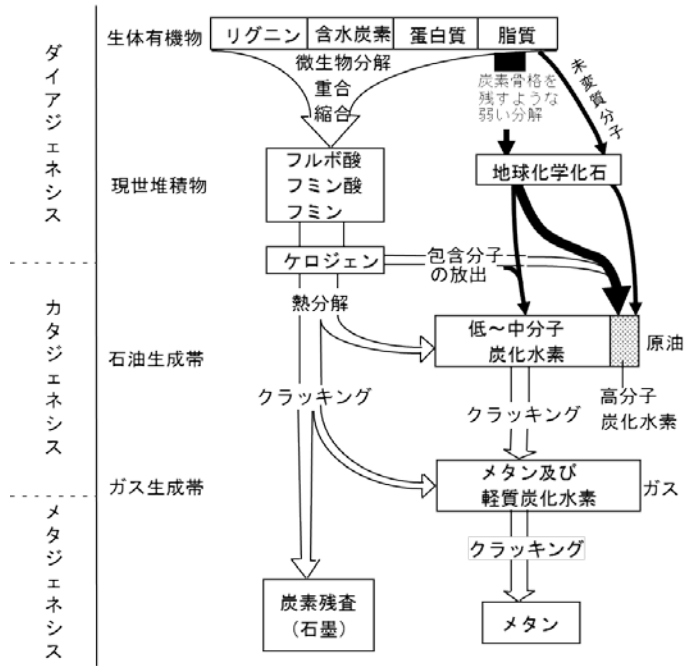 ダイアジェネシス
カタジェネシス
メタジェネシス
生体有機物
リグニン
含水炭素
蛋白質
脂質
微生物分解
重合
縮合
炭素骨格を
残すような
弱い分解
未変質分子
現世堆積物
フルボ酸
フミン酸
フミン
地球化学化石
ケロジェン
包含分子
の放出
熱分解
石油生成帯
低～中分子
炭化水素
原油
高分子
炭化水素
クラッキング
クラッキング
ガス生成帯
メタン及び
軽質炭化水素
ガス
クラッキング
炭素残査
（石墨）
メタン